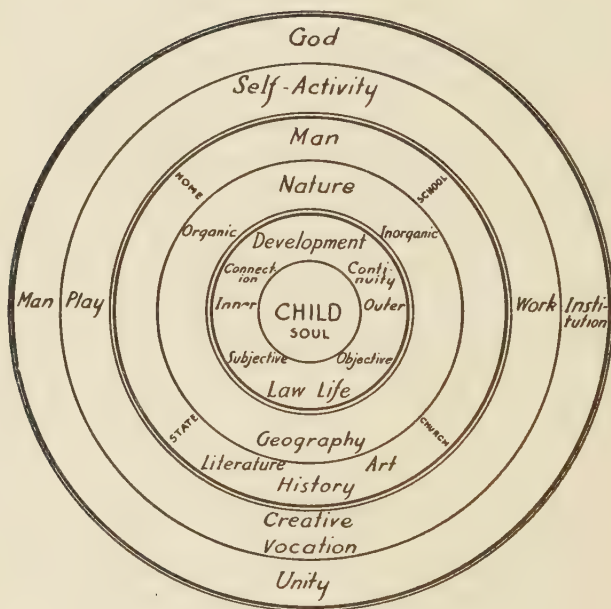 God
Self-Activity
Man
HOME
SCHOOL
Nature
Organic
Inorganic
Development
Connect-
ion
Conti-
nuity
Man
Play
Inner
CHILD
SOUL
Outer
Work
Insti-
tution
Subjective
Objective
Law Life
STATE
CHURCH
Geography
Literature
Art
History
Creative
Vocation
Unity